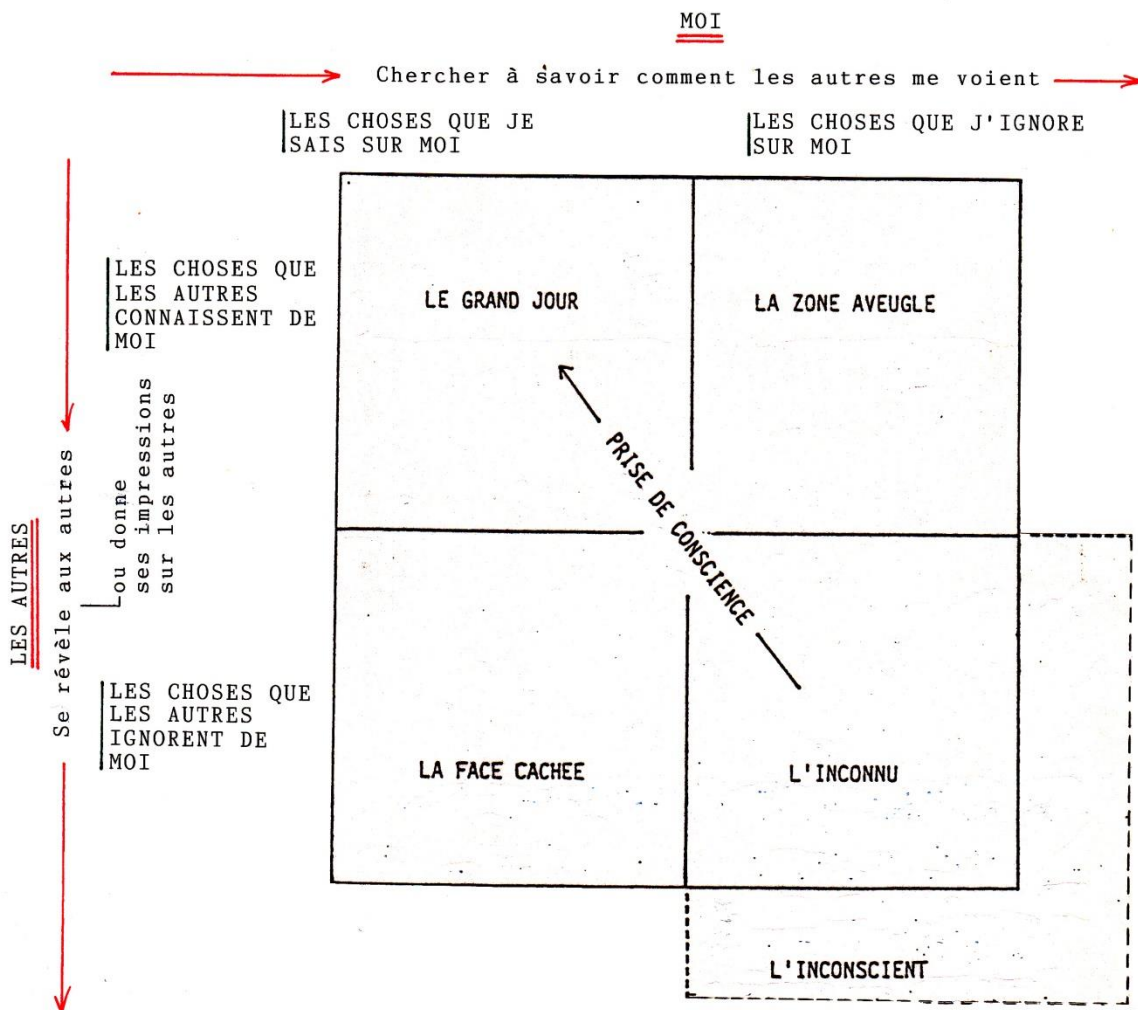 MOI
Chercher à savoir comment les autres me voient
LES CHOSES QUE JE
SAIS SUR MOI
LES CHOSES QUE J'IGNORE
SUR MOI
LES CHOSES QUE
LES AUTRES
CONNAISSENT DE
MOI
LE GRAND JOUR
LA ZONE AVEUGLE
LES AUTRES
Se révèle aux autres
ou donne
ses impressions
sur les autres
PRISE DE CONSCIENCE
LES CHOSES QUE
LES AUTRES
IGNORENT DE
MOI
LA FACE CACHEE
L'INCONNU
L'INCONSCIENT